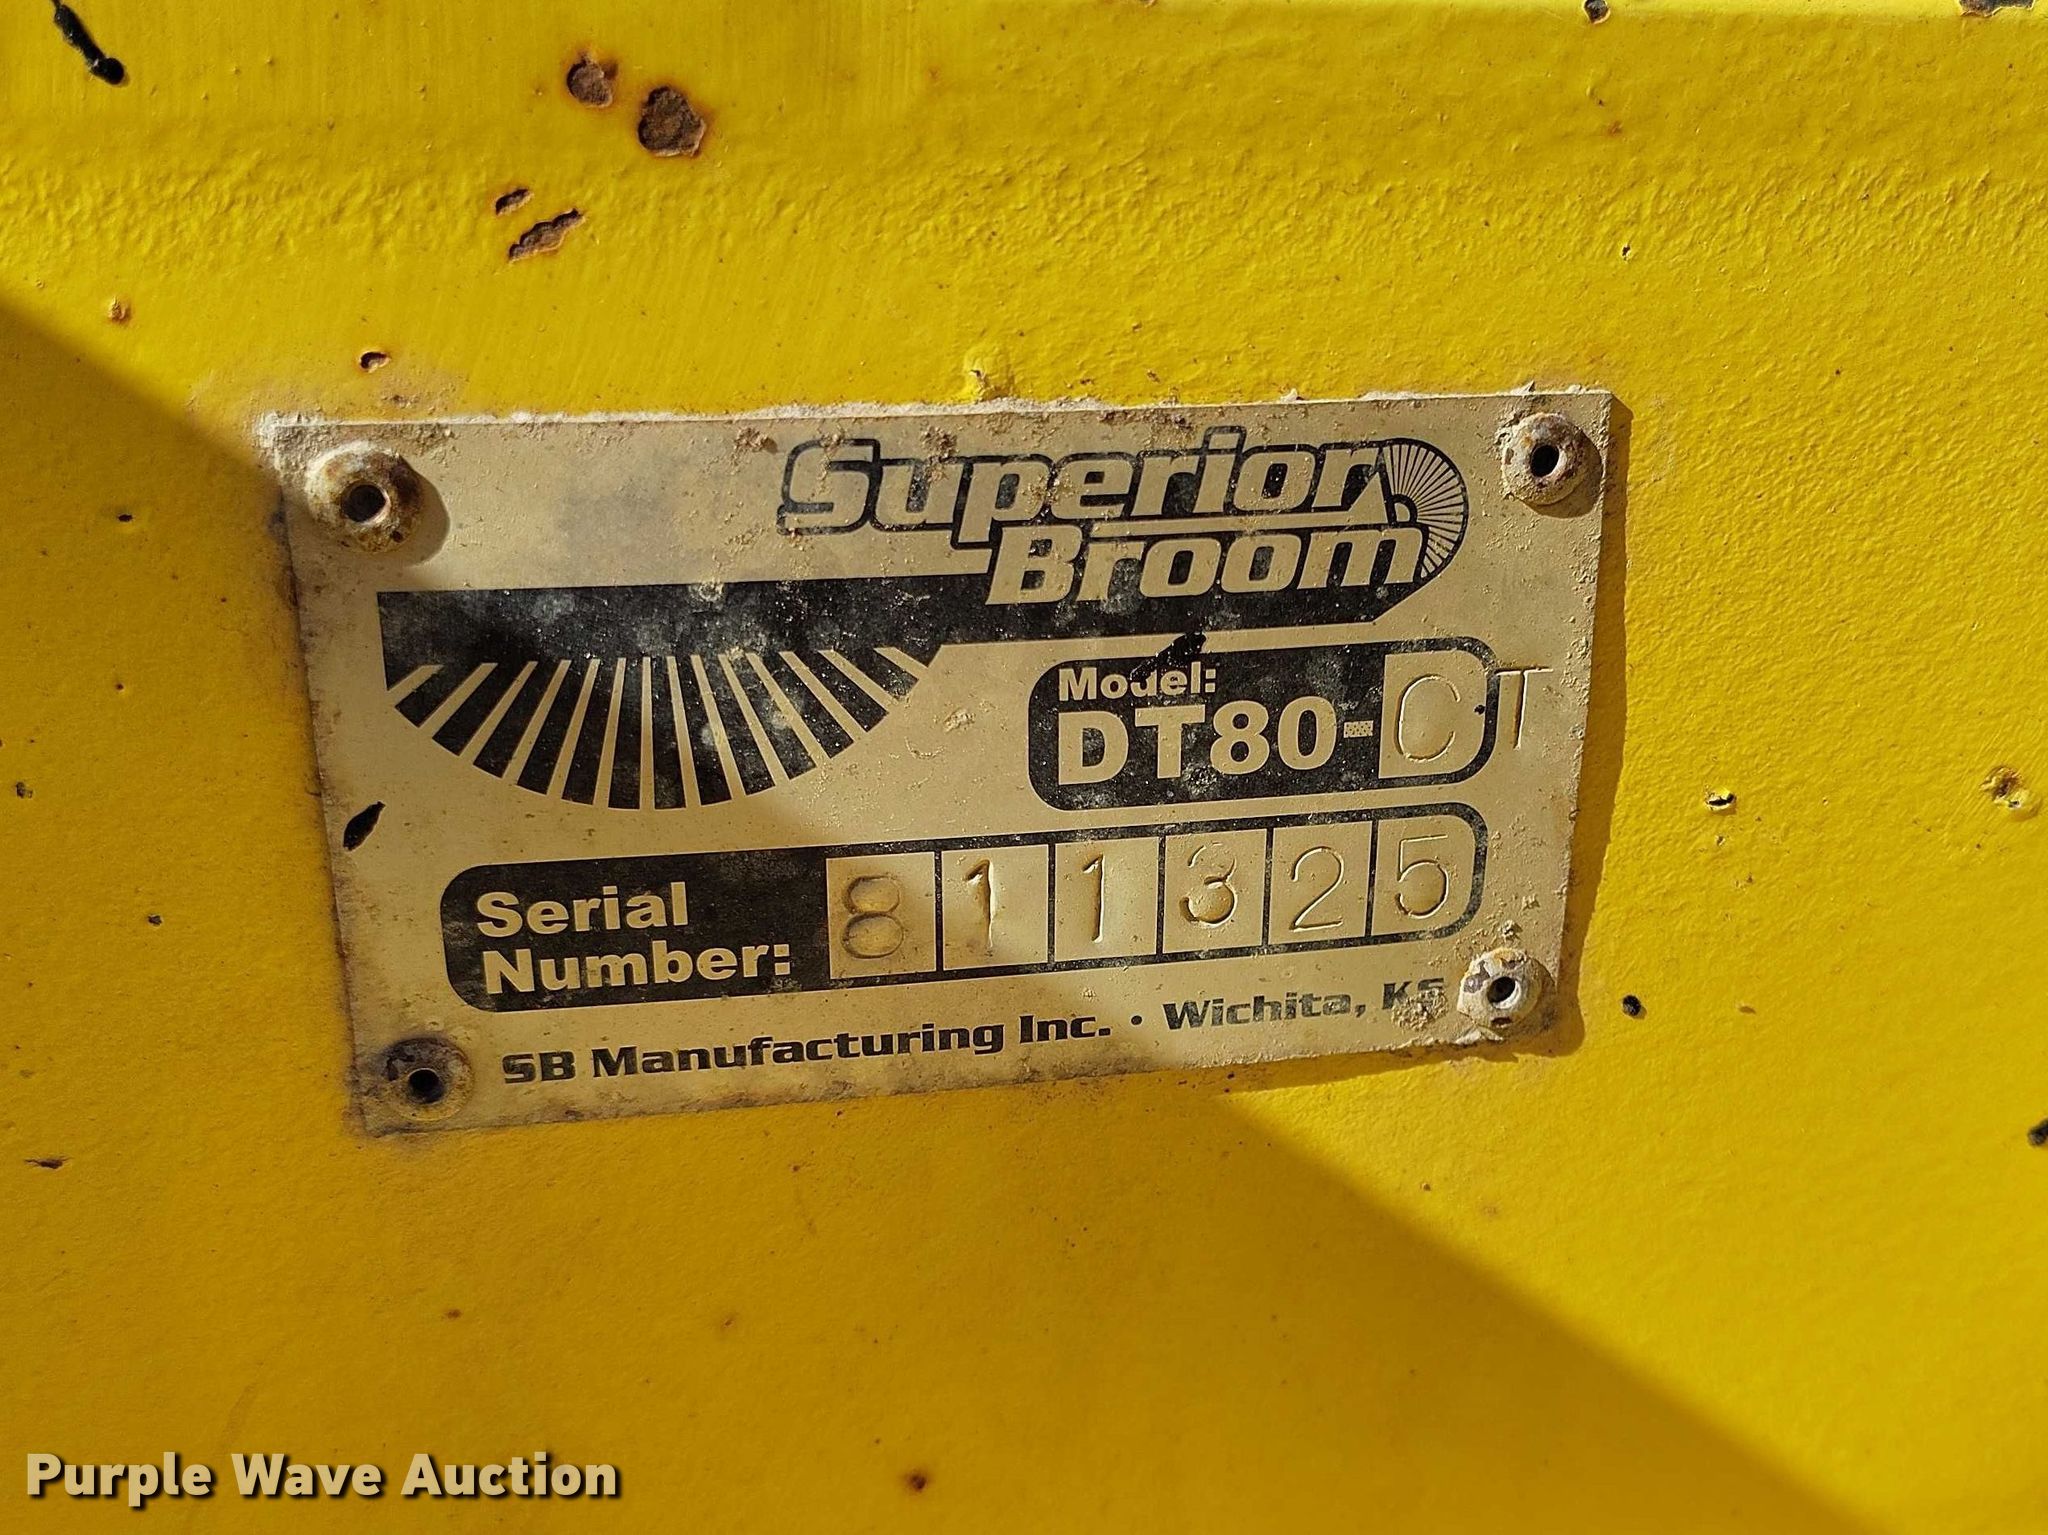 Superior
Broom
Model:
DT80-CT
Serial
Number: 811325
SB Manufacturing Inc. • Wichita, KS
Purple Wave Auction